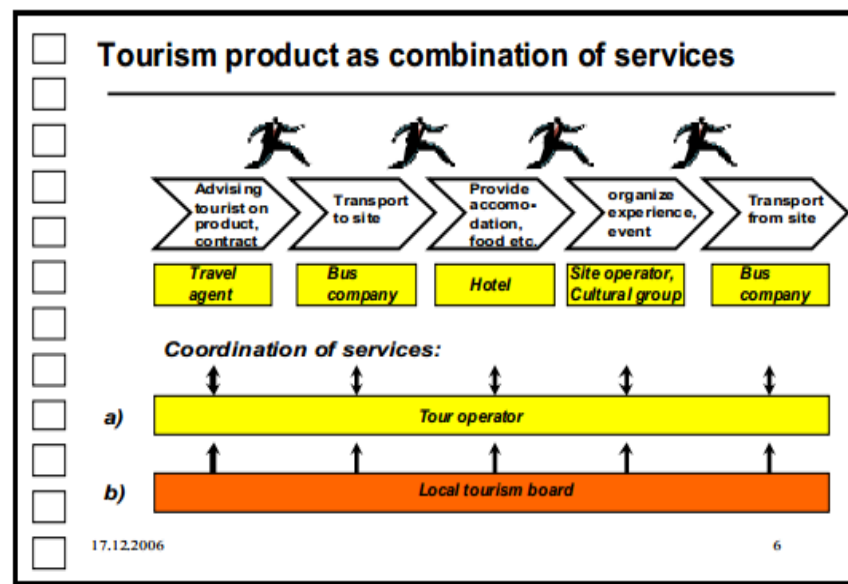 Tourism product as combination of services
Advising
tourist on
product,
contract
Transport
to site
Provide
accomo-
dation,
food etc.
organize
experience,
event
Transport
from site
Travel
agent
Bus
company
Hotel
Site operator,
Cultural group
Bus
company
Coordination of services:
a)
Tour operator
b)
Local tourism board
17.12.2006
6